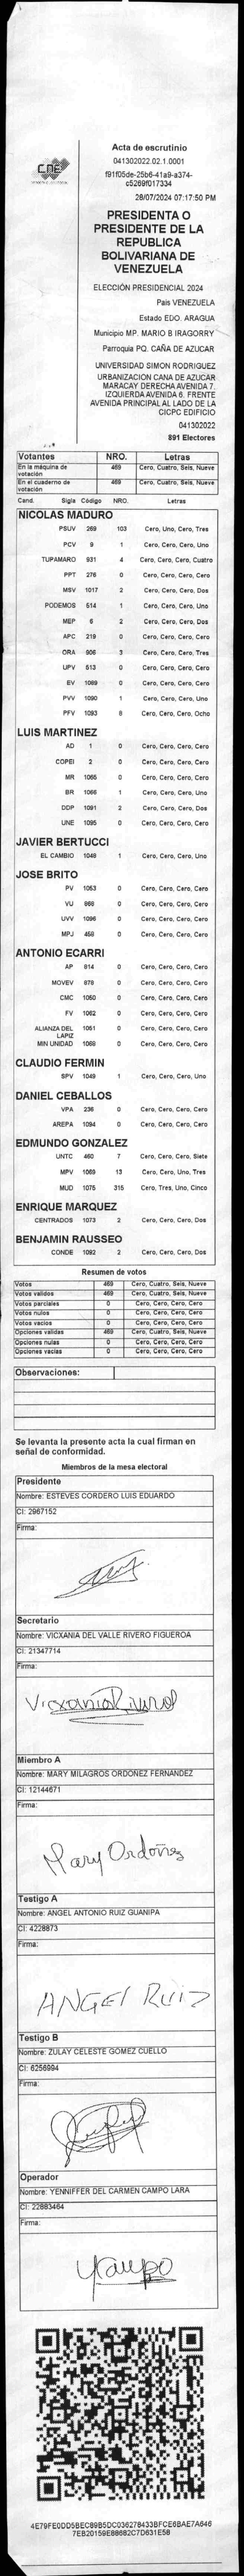 CNE
Acta de escrutinio
041302022.02.1.0001
f91f05de-25b6-41a9-a374-
c5269f017334
28/07/2024 07:17:50 PM
PRESIDENTA O
PRESIDENTE DE LA
REPUBLICA
BOLIVARIANA DE
VENEZUELA
ELECCIÓN PRESIDENCIAL 2024
Pais VENEZUELA
Estado EDO. ARAGUA
Municipio MP. MARIO B IRAGORRY
Parroquia PQ. CAÑA DE AZUCAR
UNIVERSIDAD SIMON RODRIGUEZ
URBANIZACION CANA DE AZUCAR
MARACAY DERECHA AVENIDA 7.
IZQUIERDA AVENIDA 6. FRENTE
AVENIDA PRINCIPAL AL LADO DE LA
CICPC EDIFICIO
041302022
891 Electores
Votantes NRO. Letras
En la máquina de votación 469 Cero, Cuatro, Seis, Nueve
En el cuaderno de votación 469 Cero, Cuatro, Seis, Nueve
Cand. Sigla Código NRO. Letras
NICOLAS MADURO
PSUV 269 103 Cero, Uno, Cero, Tres
PCV 9 1 Cero, Cero, Cero, Uno
TUPAMARO 931 4 Cero, Cero, Cero, Cuatro
PPT 276 0 Cero, Cero, Cero, Cero
MSV 1017 2 Cero, Cero, Cero, Dos
PODEMOS 514 1 Cero, Cero, Cero, Uno
MEP 6 2 Cero, Cero, Cero, Dos
APC 219 0 Cero, Cero, Cero, Cero
ORA 906 3 Cero, Cero, Cero, Tres
UPV 513 0 Cero, Cero, Cero, Cero
EV 1089 0 Cero, Cero, Cero, Cero
PVV 1090 1 Cero, Cero, Cero, Uno
PFV 1093 8 Cero, Cero, Cero, Ocho
LUIS MARTINEZ
AD 1 0 Cero, Cero, Cero, Cero
COPEI 2 0 Cero, Cero, Cero, Cero
MR 1065 0 Cero, Cero, Cero, Cero
BR 1066 1 Cero, Cero, Cero, Uno
DDP 1091 2 Cero, Cero, Cero, Dos
UNE 1095 0 Cero, Cero, Cero, Cero
JAVIER BERTUCCI
EL CAMBIO 1048 1 Cero, Cero, Cero, Uno
JOSE BRITO
PV 1053 0 Cero, Cero, Cero, Cero
VU 868 0 Cero, Cero, Cero, Cero
UVV 1096 0 Cero, Cero, Cero, Cero
MPJ 458 0 Cero, Cero, Cero, Cero
ANTONIO ECARRI
AP 814 0 Cero, Cero, Cero, Cero
MOVEV 878 0 Cero, Cero, Cero, Cero
CMC 1050 0 Cero, Cero, Cero, Cero
FV 1062 0 Cero, Cero, Cero, Cero
ALIANZA DEL LAPIZ 1051 0 Cero, Cero, Cero, Cero
MIN UNIDAD 1068 0 Cero, Cero, Cero, Cero
CLAUDIO FERMIN
SPV 1049 1 Cero, Cero, Cero, Uno
DANIEL CEBALLOS
VPA 236 0 Cero, Cero, Cero, Cero
AREPA 1094 0 Cero, Cero, Cero, Cero
EDMUNDO GONZALEZ
UNTC 460 7 Cero, Cero, Cero, Siete
MPV 1069 13 Cero, Cero, Uno, Tres
MUD 1075 315 Cero, Tres, Uno, Cinco
ENRIQUE MARQUEZ
CENTRADOS 1073 2 Cero, Cero, Cero, Dos
BENJAMIN RAUSSEO
CONDE 1092 2 Cero, Cero, Cero, Dos
Resumen de votos
Votos 469 Cero, Cuatro, Seis, Nueve
Votos validos 469 Cero, Cuatro, Seis, Nueve
Votos parciales 0 Cero, Cero, Cero, Cero
Votos nulos 0 Cero, Cero, Cero, Cero
Votos vacios 0 Cero, Cero, Cero, Cero
Opciones validas 469 Cero, Cuatro, Seis, Nueve
Opciones nulas 0 Cero, Cero, Cero, Cero
Opciones vacias 0 Cero, Cero, Cero, Cero
Observaciones:
Se levanta la presente acta la cual firman en
señal de conformidad.
Miembros de la mesa electoral
Presidente
Nombre: ESTEVES CORDERO LUIS EDUARDO
CI: 2967152
Firma:
Secretario
Nombre: VICXANIA DEL VALLE RIVERO FIGUEROA
CI: 21347714
Firma:
Miembro A
Nombre: MARY MILAGROS ORDOÑEZ FERNANDEZ
CI: 12144671
Firma:
Mary Ordoñez
Testigo A
Nombre: ANGEL ANTONIO RUIZ GUANIPA
CI: 4228873
Firma:
ANGEl RUIZ
Testigo B
Nombre: ZULAY CELESTE GOMEZ CUELLO
CI: 6256994
Firma:
Operador
Nombre: YENNIFFER DEL CARMEN CAMPO LARA
CI: 22883464
Firma:
Ycampo
4E79FE0DD5BEC89B5DC036278433BFCE6BAE7A646
7EB20159E88682C7D631E58